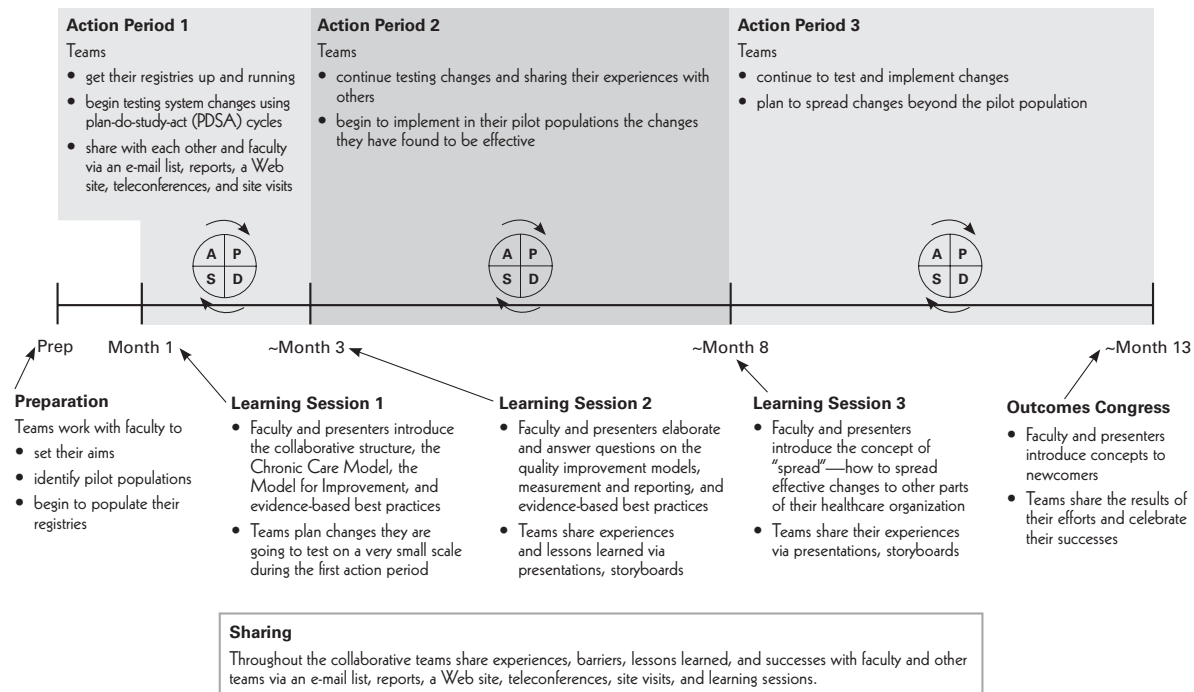 Action Period 1
Teams
• get their registries up and running
• begin testing system changes using
plan-do-study-act (PDSA) cycles
• share with each other and faculty
via an e-mail list, reports, a Web
site, teleconferences, and site visits
Action Period 2
Teams
• continue testing changes and sharing their experiences with
others
• begin to implement in their pilot populations the changes
they have found to be effective
Action Period 3
Teams
• continue to test and implement changes
• plan to spread changes beyond the pilot population
A P
S D
A P
S D
A P
S D
Prep
Month 1
~Month 3
~Month 8
~Month 13
Preparation
Teams work with faculty to
• set their aims
• identify pilot populations
• begin to populate their
registries
Learning Session 1
• Faculty and presenters introduce
the collaborative structure, the
Chronic Care Model, the
Model for Improvement, and
evidence-based best practices
• Teams plan changes they are
going to test on a very small scale
during the first action period
Learning Session 2
• Faculty and presenters elaborate
and answer questions on the
quality improvement models,
measurement and reporting, and
evidence-based best practices
• Teams share experiences
and lessons learned via
presentations, storyboards
Learning Session 3
• Faculty and presenters
introduce the concept of
"spread"—how to spread
effective changes to other parts
of their healthcare organization
• Teams share their experiences
via presentations, storyboards
Outcomes Congress
• Faculty and presenters
introduce concepts to
newcomers
• Teams share the results of
their efforts and celebrate
their successes
Sharing
Throughout the collaborative teams share experiences, barriers, lessons learned, and successes with faculty and other
teams via an e-mail list, reports, a Web site, teleconferences, site visits, and learning sessions.